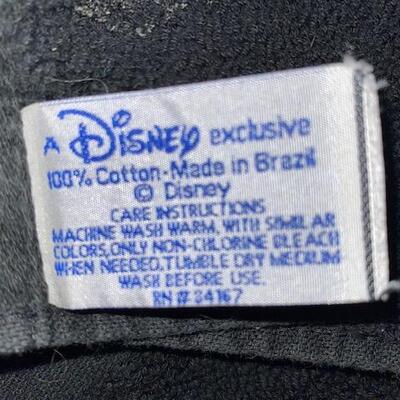 A Disney exclusive
100% Cotton-Made in Brazil
© Disney
CARE INSTRUCTIONS
MACHINE WASH WARM, WITH SIMILAR
COLORS,ONLY NON-CHLORINE BLEACH
WHEN NEEDED,TUMBLE DRY MEDIUM
WASH BEFORE USE.
RN # 84167